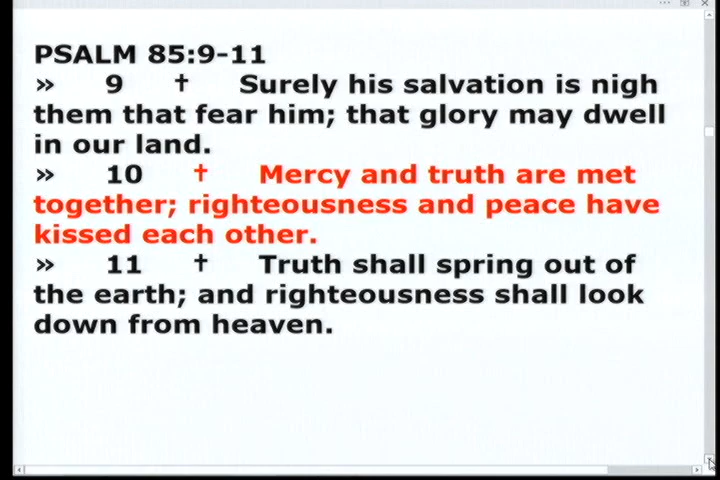 PSALM 85:9-11
» 9 † Surely his salvation is nigh
them that fear him; that glory may dwell
in our land.
» 10 † Mercy and truth are met
together; righteousness and peace have
kissed each other.
» 11 † Truth shall spring out of
the earth; and righteousness shall look
down from heaven.